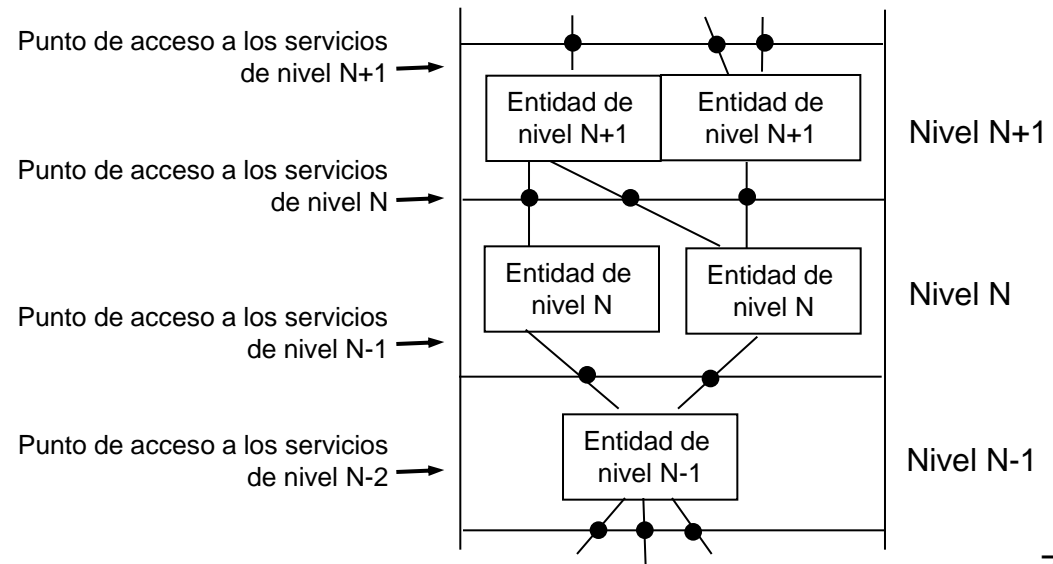 Punto de acceso a los servicios
de nivel N+1
Entidad de
nivel N+1
Entidad de
nivel N+1
Nivel N+1
Punto de acceso a los servicios
de nivel N
Entidad de
nivel N
Entidad de
nivel N
Nivel N
Punto de acceso a los servicios
de nivel N-1
Punto de acceso a los servicios
de nivel N-2
Entidad de
nivel N-1
Nivel N-1